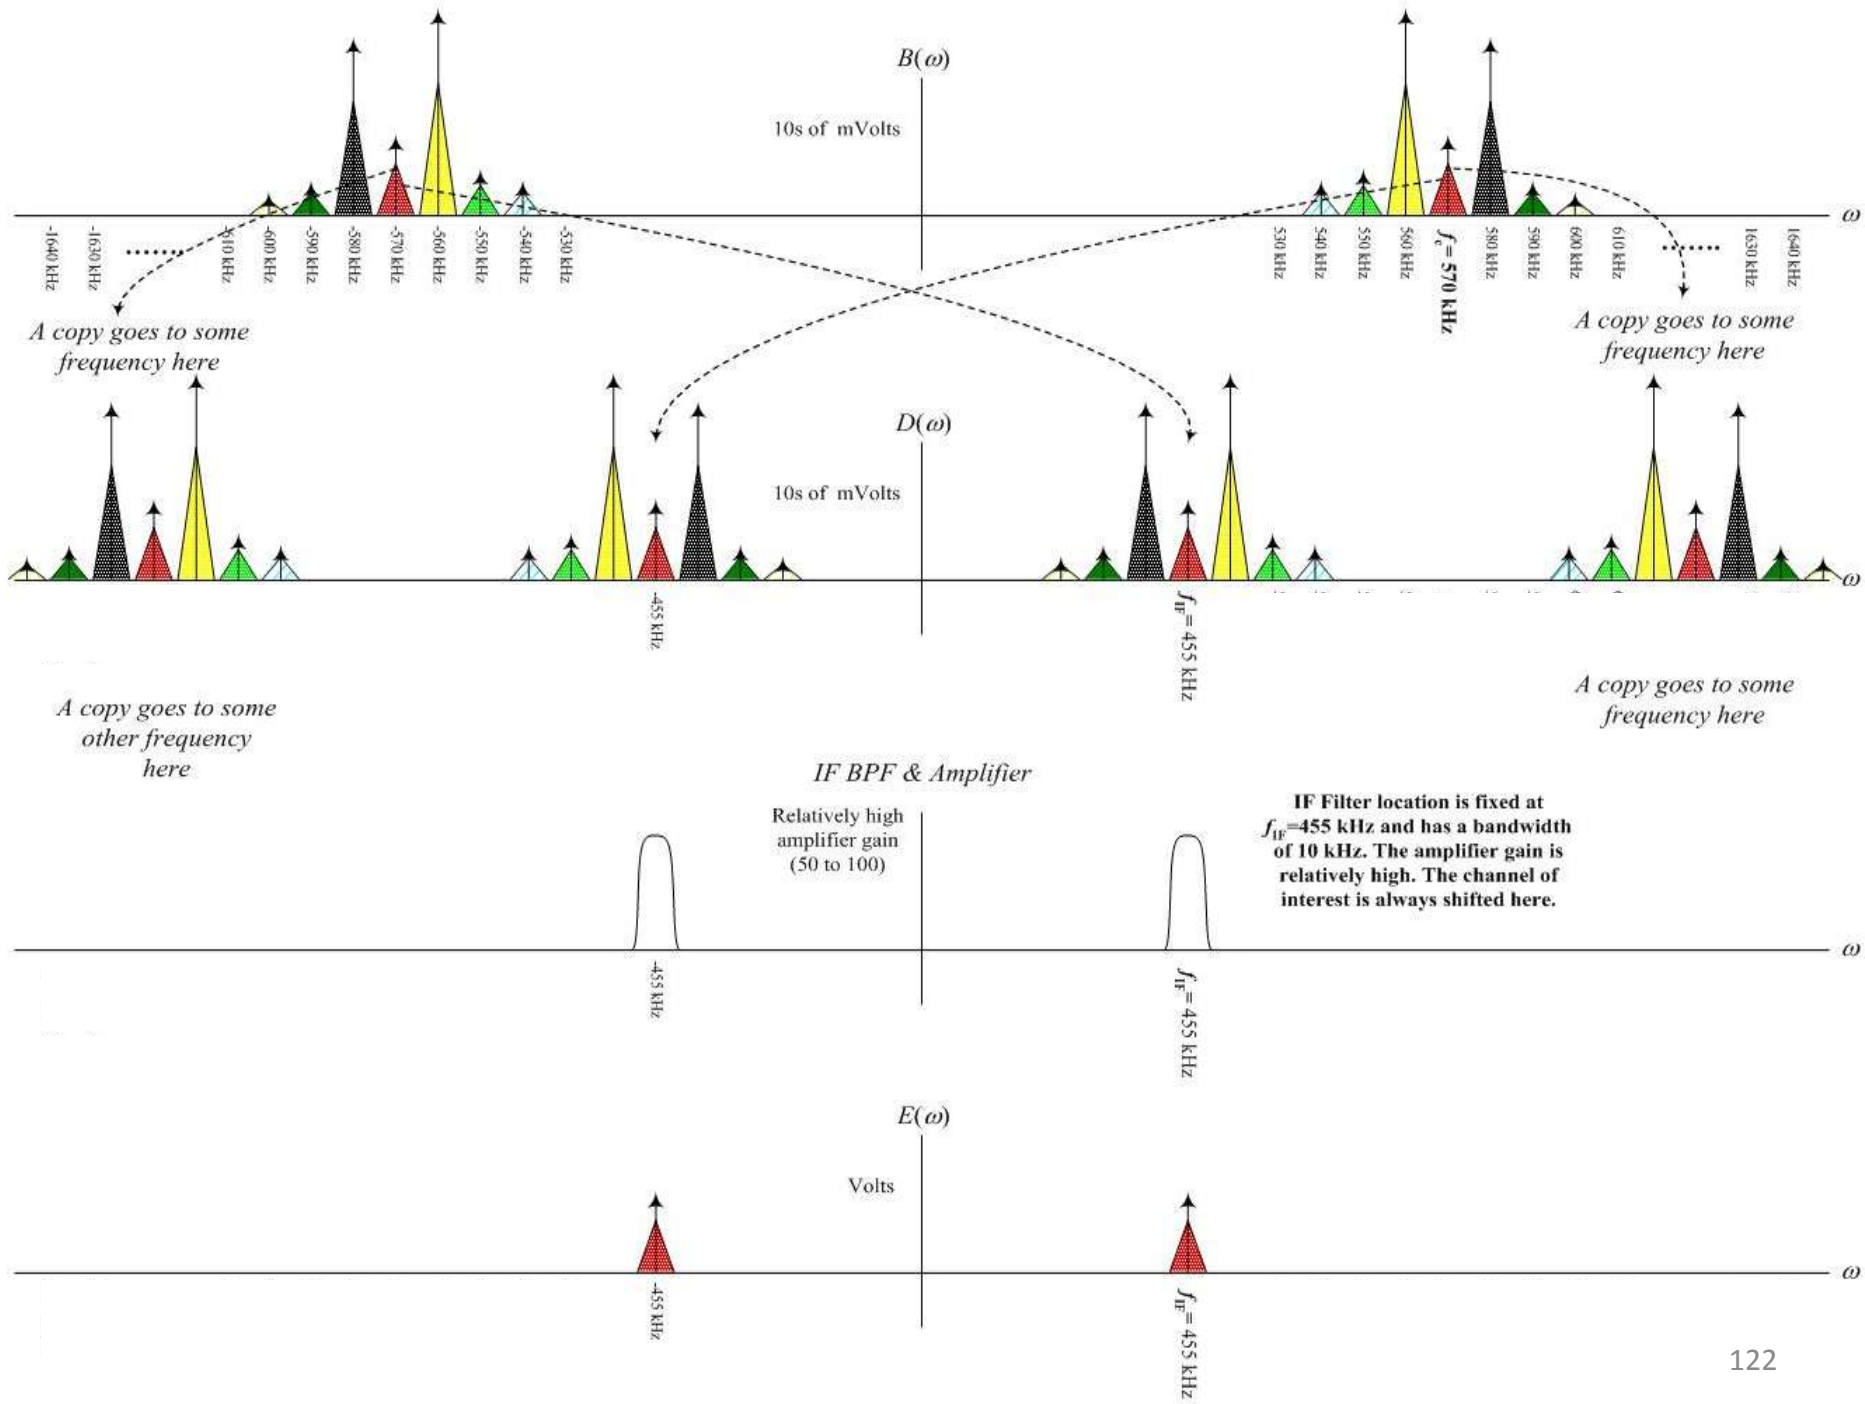 B(ω)
10s of mVolts
ω
-1640 kHz
-1630 kHz
-610 kHz
-600 kHz
-590 kHz
-580 kHz
-570 kHz
-560 kHz
-550 kHz
-540 kHz
-530 kHz
530 kHz
540 kHz
550 kHz
560 kHz
f_c = 570 kHz
580 kHz
590 kHz
600 kHz
610 kHz
1630 kHz
1640 kHz
A copy goes to some
frequency here
A copy goes to some
frequency here
D(ω)
10s of mVolts
ω
-455 kHz
f_IF = 455 kHz
A copy goes to some
other frequency
here
A copy goes to some
frequency here
IF BPF & Amplifier
Relatively high
amplifier gain
(50 to 100)
IF Filter location is fixed at
f_IF=455 kHz and has a bandwidth
of 10 kHz. The amplifier gain is
relatively high. The channel of
interest is always shifted here.
ω
-455 kHz
f_IF = 455 kHz
E(ω)
Volts
ω
-455 kHz
f_IF = 455 kHz
122